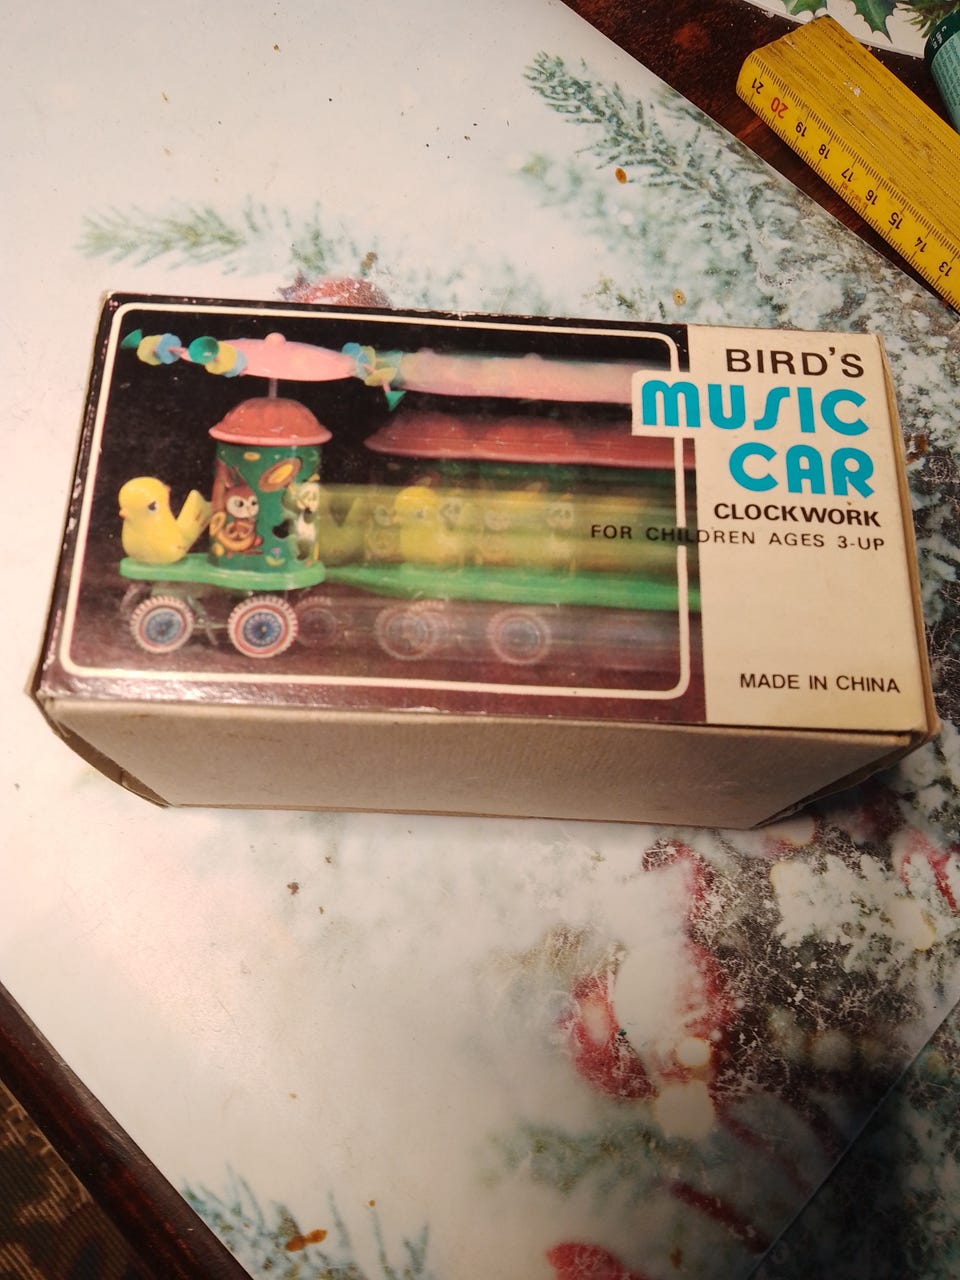 BIRD'S
MUSIC
CAR
CLOCKWORK
FOR CHILDREN AGES 3-UP
MADE IN CHINA
21 20 19 18 17 16 15 14 13